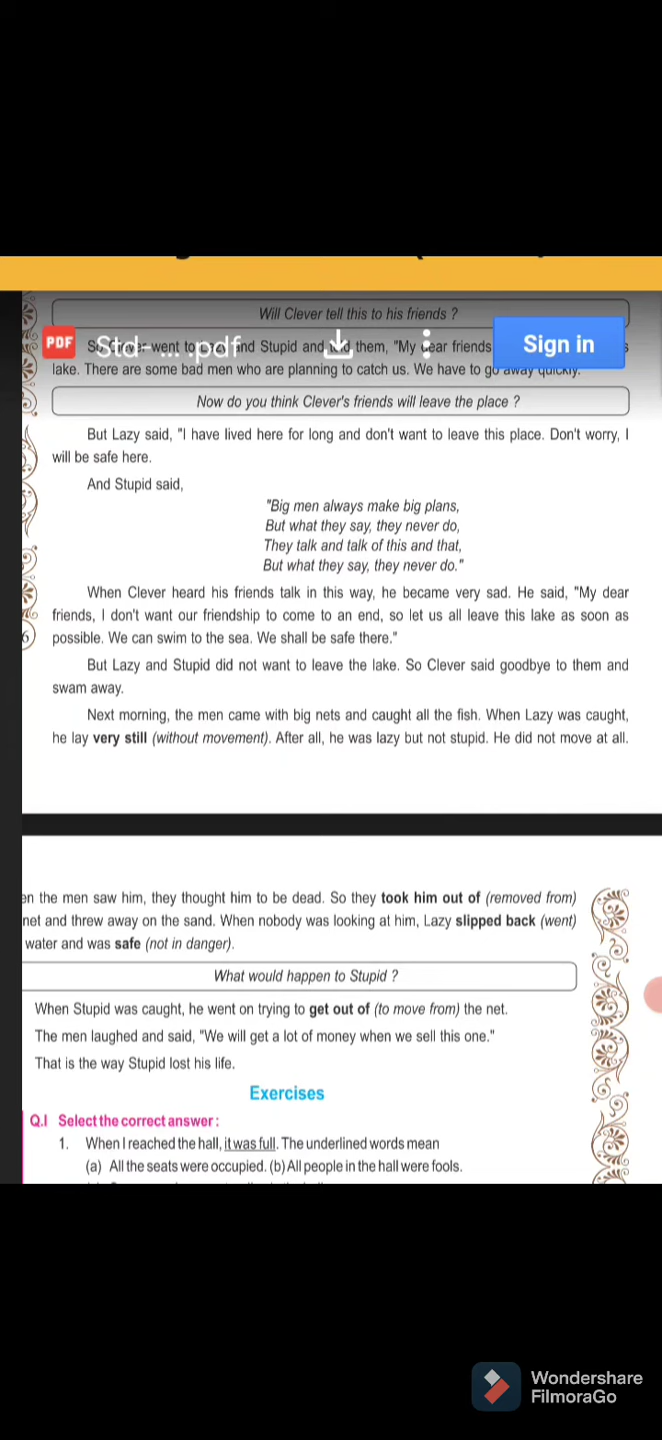 Will Clever tell this to his friends ?
PDF Std-... .pdf Sign in
went to and Stupid and them, "My dear friends
lake. There are some bad men who are planning to catch us. We have to go away quickly.
Now do you think Clever's friends will leave the place ?
But Lazy said, "I have lived here for long and don't want to leave this place. Don't worry, I
will be safe here.
And Stupid said,
"Big men always make big plans,
But what they say, they never do,
They talk and talk of this and that,
But what they say, they never do."
When Clever heard his friends talk in this way, he became very sad. He said, "My dear
friends, I don't want our friendship to come to an end, so let us all leave this lake as soon as
possible. We can swim to the sea. We shall be safe there."
But Lazy and Stupid did not want to leave the lake. So Clever said goodbye to them and
swam away.
Next morning, the men came with big nets and caught all the fish. When Lazy was caught,
he lay very still (without movement). After all, he was lazy but not stupid. He did not move at all.
en the men saw him, they thought him to be dead. So they took him out of (removed from)
net and threw away on the sand. When nobody was looking at him, Lazy slipped back (went)
water and was safe (not in danger).
What would happen to Stupid ?
When Stupid was caught, he went on trying to get out of (to move from) the net.
The men laughed and said, "We will get a lot of money when we sell this one."
That is the way Stupid lost his life.
Exercises
Q.I Select the correct answer :
1. When I reached the hall, it was full. The underlined words mean
(a) All the seats were occupied. (b) All people in the hall were fools.
Wondershare
FilmoraGo